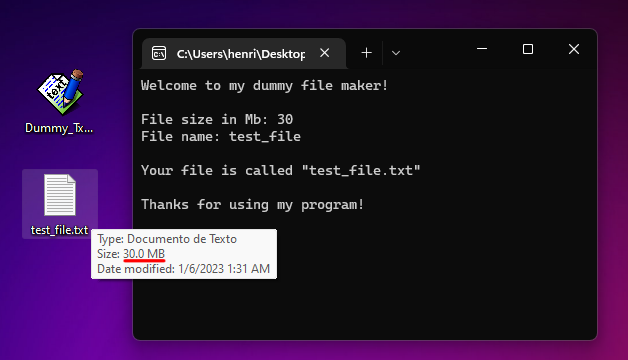 C:\Users\henri\Desktop
Welcome to my dummy file maker!
File size in Mb: 30
File name: test_file
Your file is called "test_file.txt"
Thanks for using my program!
Dummy_Tx...
test_file.txt
Type: Documento de Texto
Size: 30.0 MB
Date modified: 1/6/2023 1:31 AM